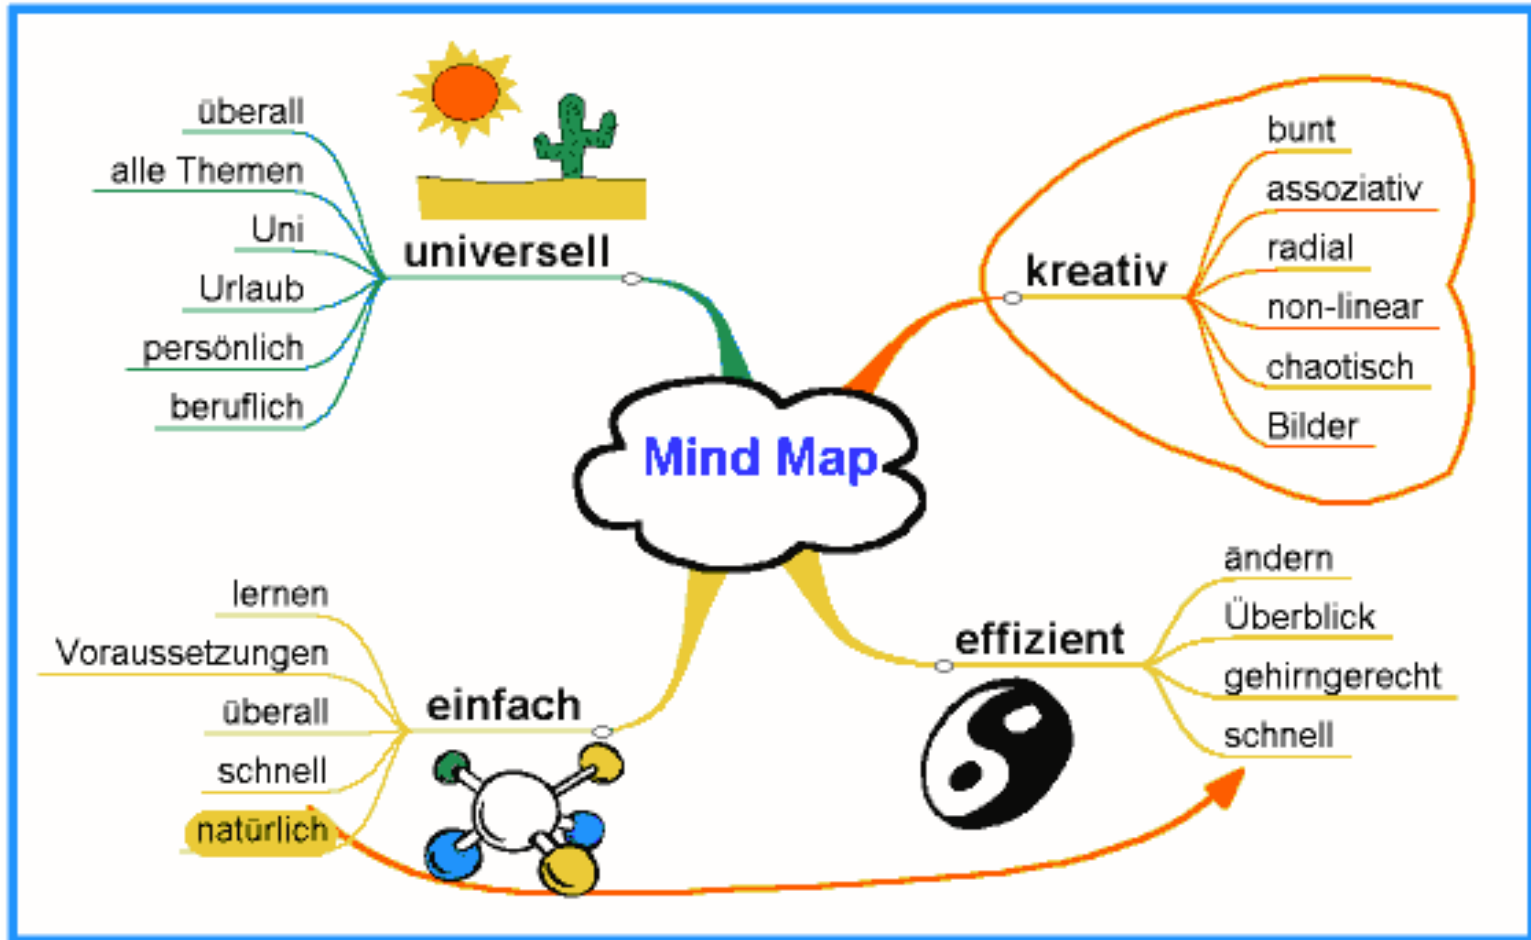 Mind Map
universell
überall
alle Themen
Uni
Urlaub
persönlich
beruflich
kreativ
bunt
assoziativ
radial
non-linear
chaotisch
Bilder
einfach
lernen
Voraussetzungen
überall
schnell
natürlich
effizient
ändern
Überblick
gehirngerecht
schnell